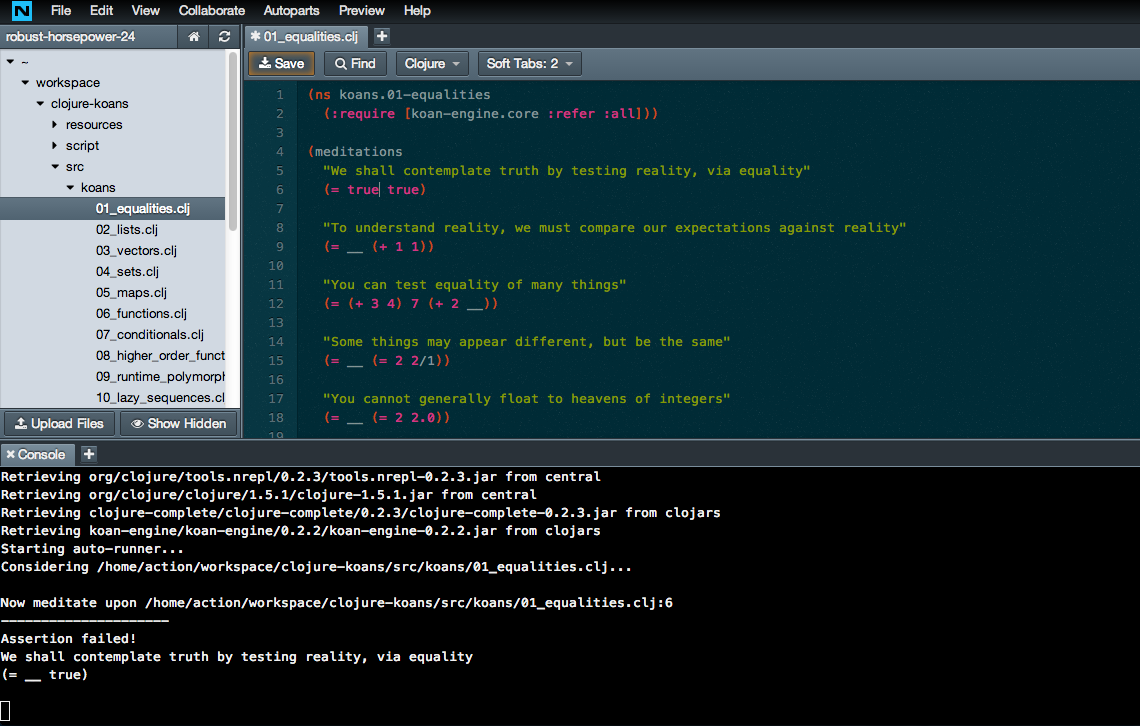 N File Edit View Collaborate Autoparts Preview Help
robust-horsepower-24
~
workspace
clojure-koans
resources
script
src
koans
01_equalities.clj
02_lists.clj
03_vectors.clj
04_sets.clj
05_maps.clj
06_functions.clj
07_conditionals.clj
08_higher_order_funct
09_runtime_polymorph
10_lazy_sequences.cl
Upload Files Show Hidden
✱ 01_equalities.clj +
Save Find Clojure Soft Tabs: 2
1 (ns koans.01-equalities
2 (:require [koan-engine.core :refer :all]))
3
4 (meditations
5 "We shall contemplate truth by testing reality, via equality"
6 (= true true)
7
8 "To understand reality, we must compare our expectations against reality"
9 (= __ (+ 1 1))
10
11 "You can test equality of many things"
12 (= (+ 3 4) 7 (+ 2 __))
13
14 "Some things may appear different, but be the same"
15 (= __ (= 2 2/1))
16
17 "You cannot generally float to heavens of integers"
18 (= __ (= 2 2.0))
19
× Console +
Retrieving org/clojure/tools.nrepl/0.2.3/tools.nrepl-0.2.3.jar from central
Retrieving org/clojure/clojure/1.5.1/clojure-1.5.1.jar from central
Retrieving clojure-complete/clojure-complete/0.2.3/clojure-complete-0.2.3.jar from clojars
Retrieving koan-engine/koan-engine/0.2.2/koan-engine-0.2.2.jar from clojars
Starting auto-runner...
Considering /home/action/workspace/clojure-koans/src/koans/01_equalities.clj...
Now meditate upon /home/action/workspace/clojure-koans/src/koans/01_equalities.clj:6
---------------------
Assertion failed!
We shall contemplate truth by testing reality, via equality
(= __ true)